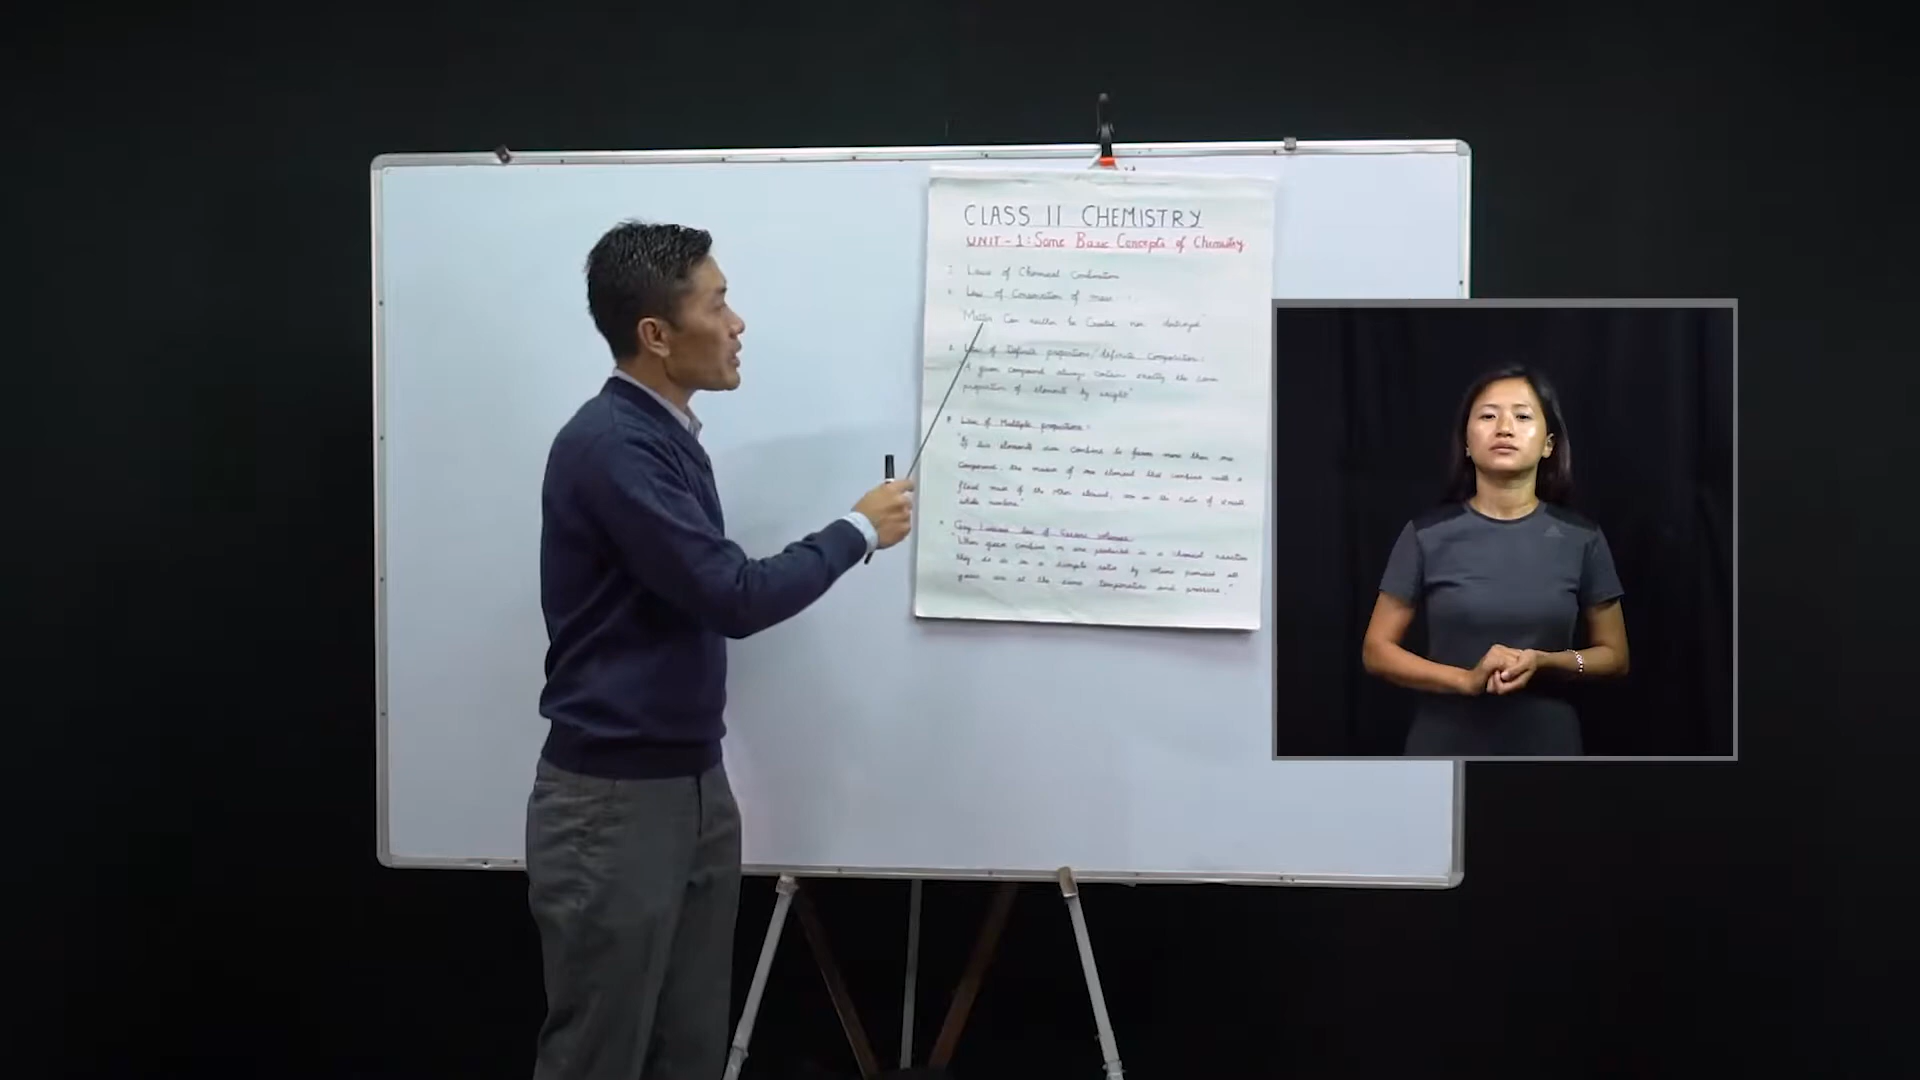 CLASS 11 CHEMISTRY
UNIT - 1: Some Basic Concepts of Chemistry
Laws of Chemical Combination
Law of Conservation of mass
"Matter Can neither be Created nor destroyed"
Law of Definite proportions/definite Composition:
"A given compound always contain exactly the same
proportion of elements by weight"
Law of Multiple proportions:
"If two elements can combine to form more than one
Compound, the masses of one element that combine with a
fixed mass of the other element, are in the ratio of small
whole numbers"
Gay Lussac's law of Gaseous volumes
"When gases combine or are produced in a chemical reaction
they do so in a simple ratio by volume provided all
gases are at the same temperature and pressure."